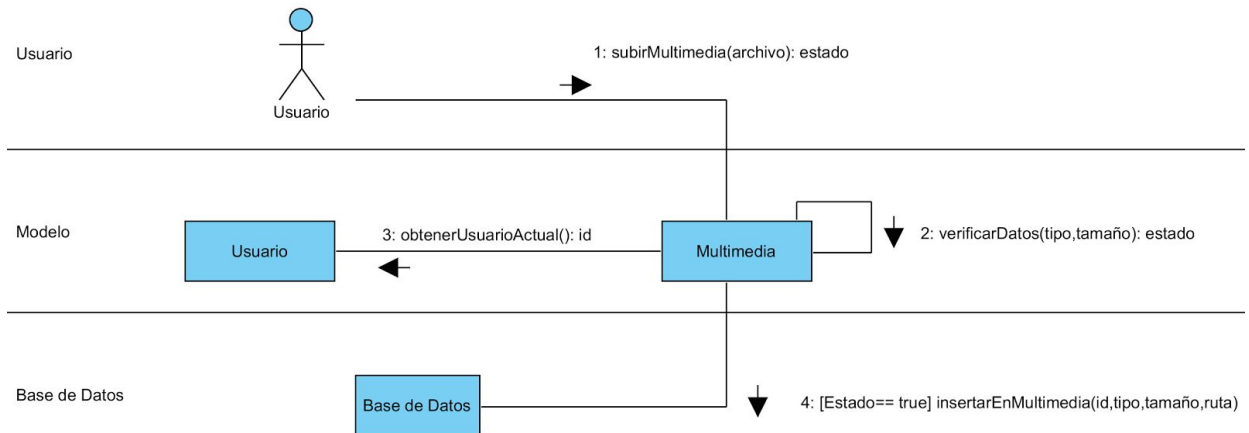 Usuario
Usuario
1: subirMultimedia(archivo): estado
Modelo
Usuario
3: obtenerUsuarioActual(): id
Multimedia
2: verificarDatos(tipo,tamaño): estado
Base de Datos
Base de Datos
4: [Estado== true] insertarEnMultimedia(id,tipo,tamaño,ruta)